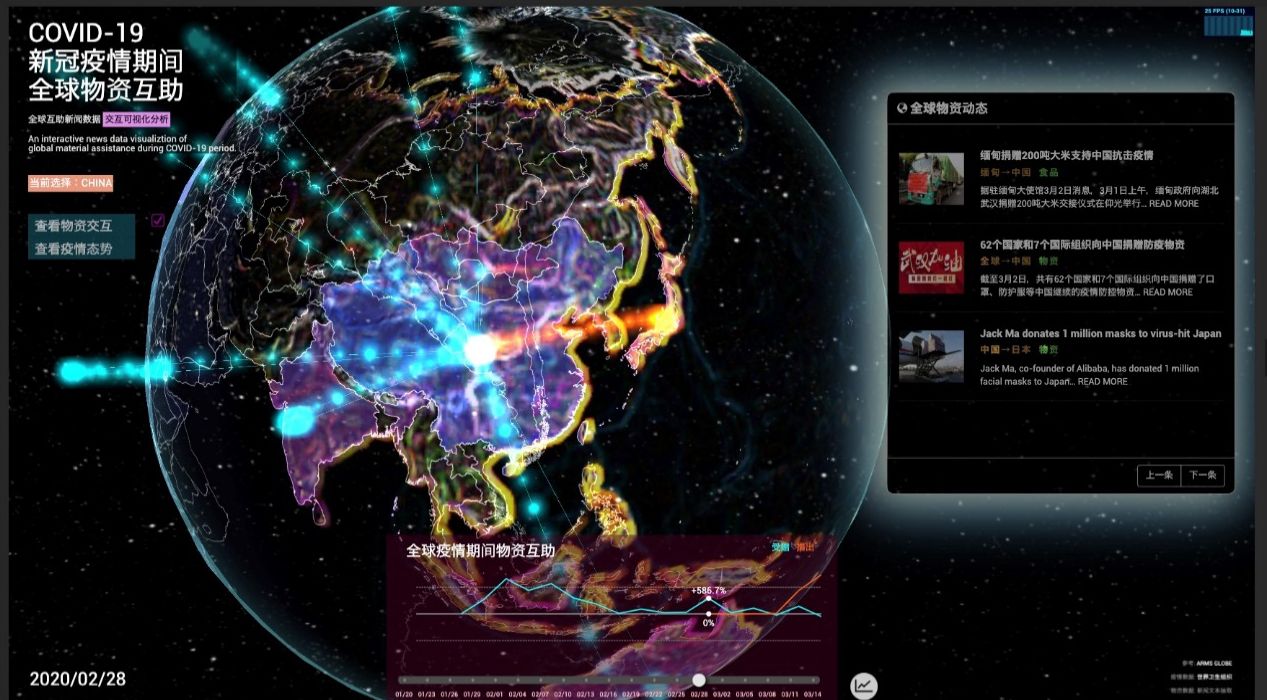 COVID-19
新冠疫情期间
全球物资互助
全球互助新闻数据 交互可视化分析
An interactive news data visualiztion of
global material assistance during COVID-19 period.
当前选择：CHINA
查看物资交互
查看疫情态势
25 FPS (10-31)
全球物资动态
缅甸捐赠200吨大米支持中国抗击疫情
缅甸→中国 食品
据驻缅甸大使馆3月2日消息，3月1日上午，缅甸政府向湖北
武汉捐赠200吨大米交接仪式在仰光举行... READ MORE
武汉加油
62个国家和7个国际组织向中国捐赠防疫物资
全球→中国 物资
截至3月2日，共有62个国家和7个国际组织向中国捐赠了口
罩、防护服等中国继续的疫情防控物资... READ MORE
Jack Ma donates 1 million masks to virus-hit Japan
中国→日本 物资
Jack Ma, co-founder of Alibaba, has donated 1 million
facial masks to Japan... READ MORE
上一条 下一条
全球疫情期间物资互助
受赠 捐出
+586.7%
0%
01/20 01/23 01/26 01/29 02/01 02/04 02/07 02/10 02/13 02/16 02/19 02/22 02/25 02/28 03/02 03/05 03/08 03/11 03/14
2020/02/28
参考 ARMS GLOBE
疫情数据 世界卫生组织
物资数据 新闻文本抽取